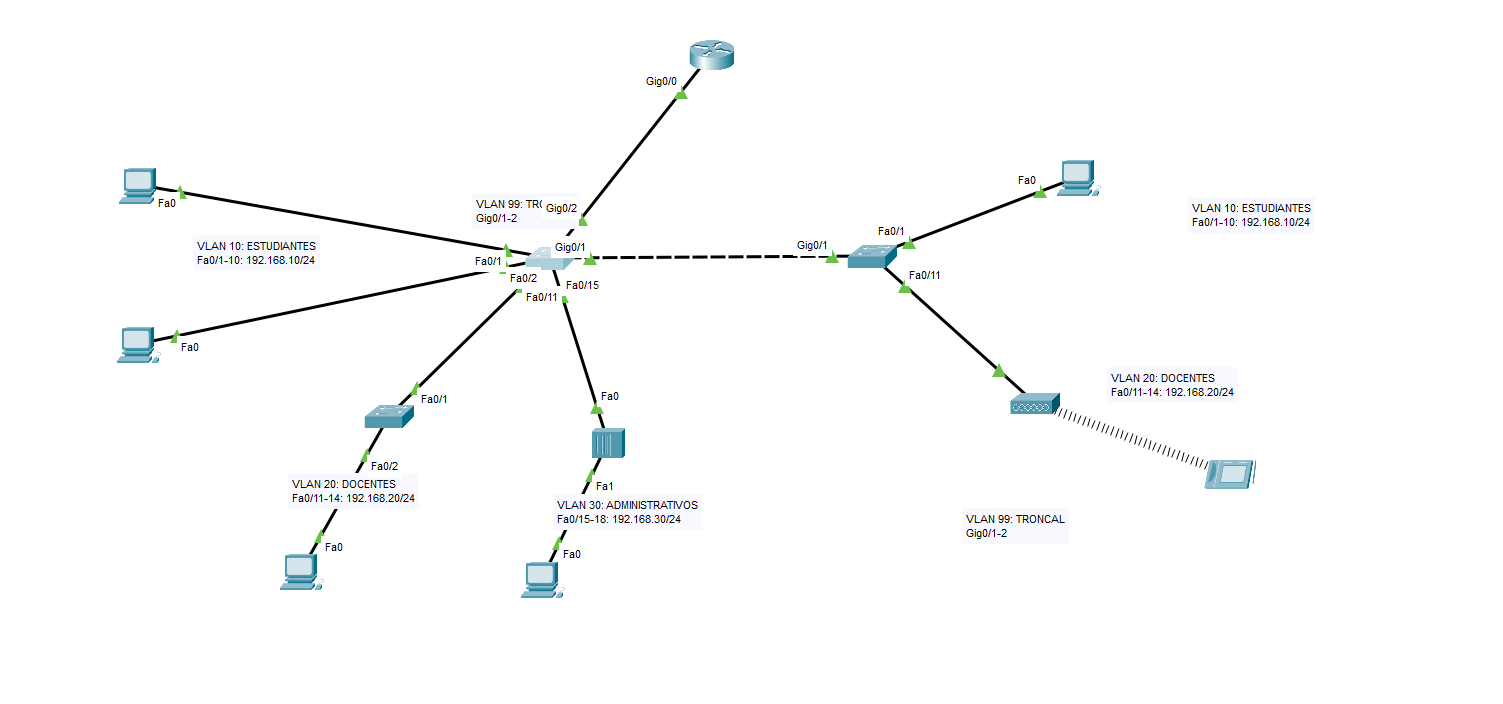 Gig0/0
Fa0
VLAN 99: TRO
Gig0/1-2
Gig0/2
VLAN 10: ESTUDIANTES
Fa0/1-10: 192.168.10/24
Gig0/1
Fa0/1
Fa0/2
Fa0/11
Fa0/15
Gig0/1
Fa0/1
Fa0/11
Fa0
VLAN 10: ESTUDIANTES
Fa0/1-10: 192.168.10/24
Fa0
Fa0/1
Fa0
VLAN 20: DOCENTES
Fa0/11-14: 192.168.20/24
Fa0/2
VLAN 20: DOCENTES
Fa0/11-14: 192.168.20/24
Fa1
VLAN 30: ADMINISTRATIVOS
Fa0/15-18: 192.168.30/24
VLAN 99: TRONCAL
Gig0/1-2
Fa0
Fa0